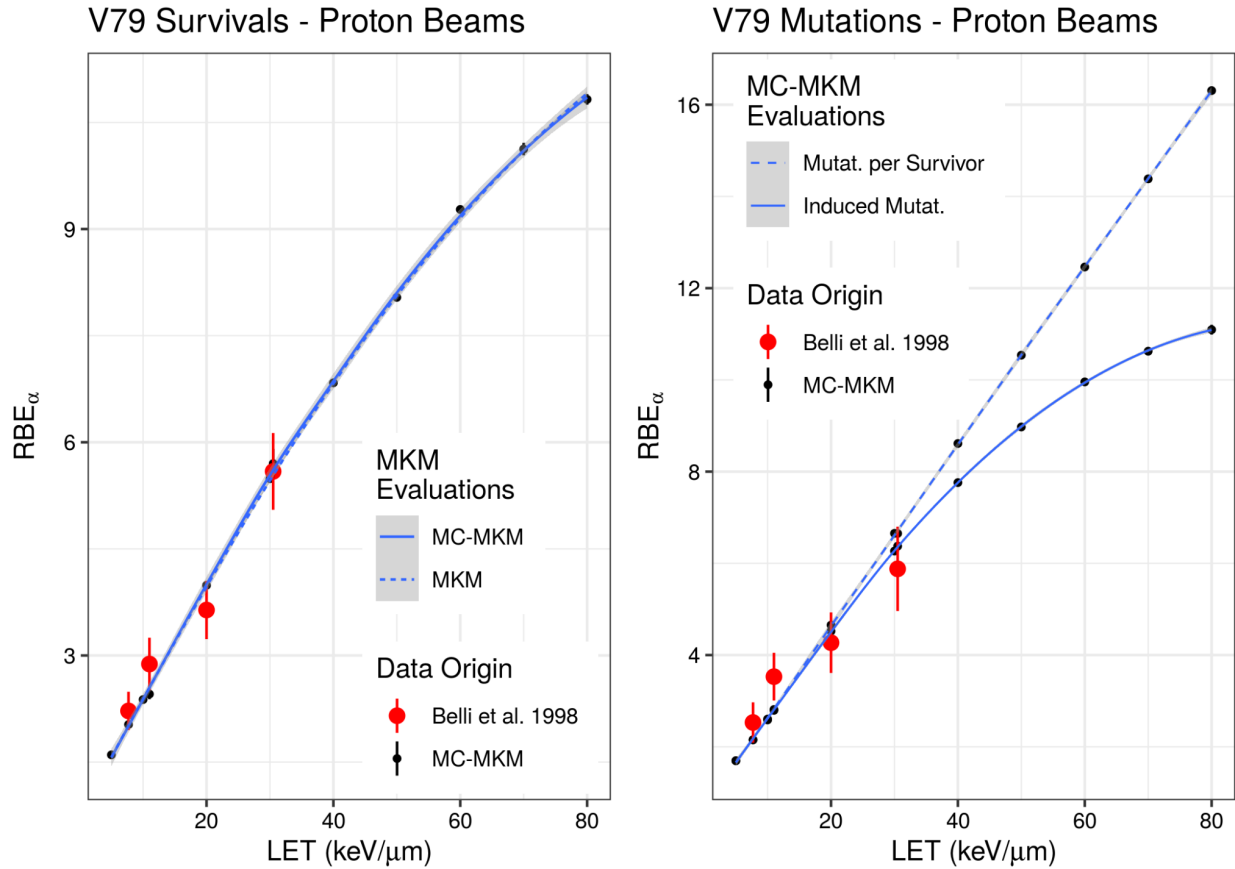 V79 Survivals - Proton Beams
RBEα
9
6
3
MKM
Evaluations
MC-MKM
MKM
Data Origin
Belli et al. 1998
MC-MKM
20
40
60
80
LET (keV/μm)
V79 Mutations - Proton Beams
RBEα
16
12
8
4
MC-MKM
Evaluations
Mutat. per Survivor
Induced Mutat.
Data Origin
Belli et al. 1998
MC-MKM
20
40
60
80
LET (keV/μm)